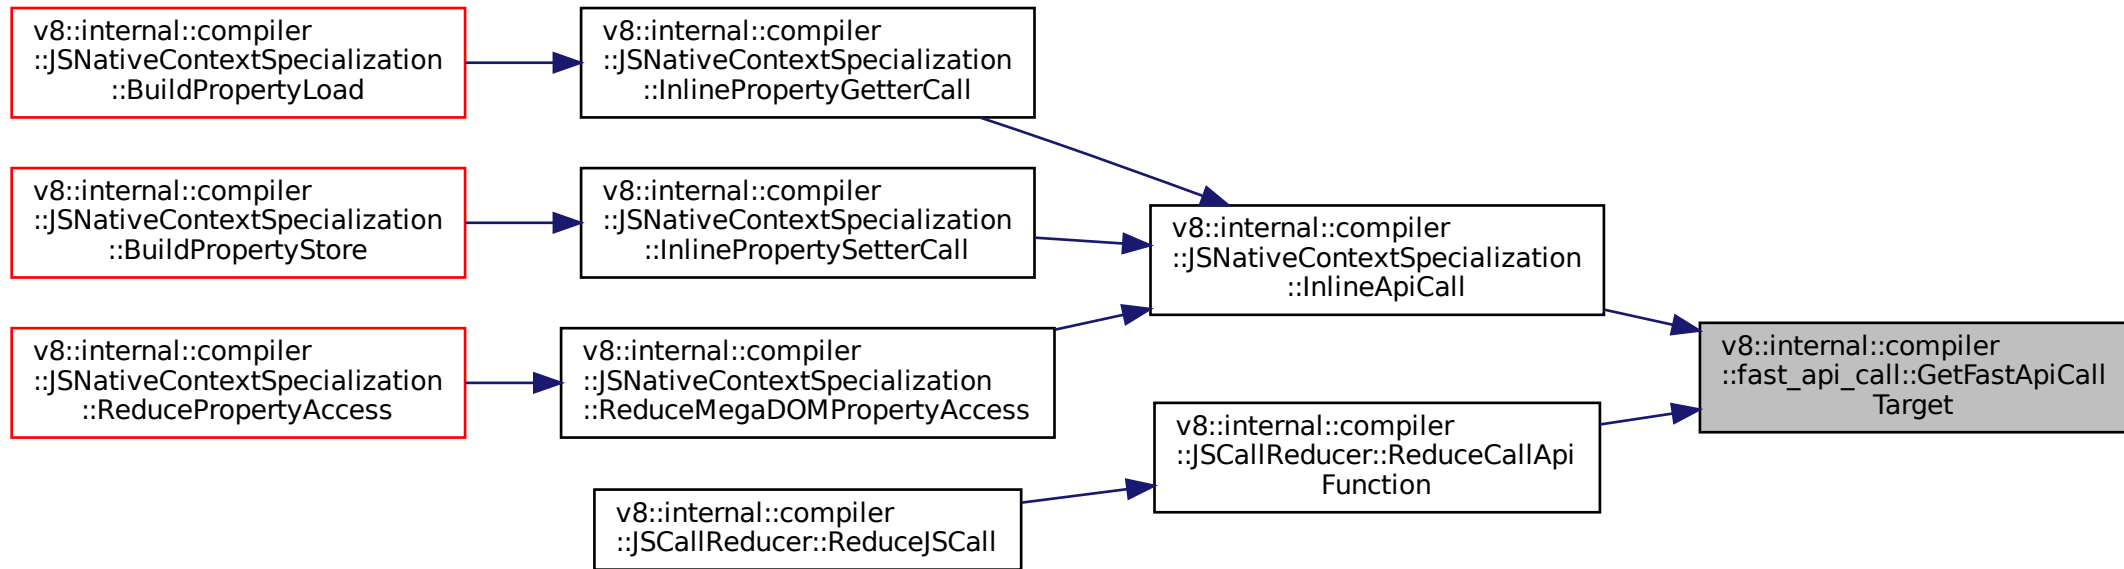 v8::internal::compiler
::JSNativeContextSpecialization
::BuildPropertyLoad
v8::internal::compiler
::JSNativeContextSpecialization
::InlinePropertyGetterCall
v8::internal::compiler
::JSNativeContextSpecialization
::BuildPropertyStore
v8::internal::compiler
::JSNativeContextSpecialization
::InlinePropertySetterCall
v8::internal::compiler
::JSNativeContextSpecialization
::ReducePropertyAccess
v8::internal::compiler
::JSNativeContextSpecialization
::ReduceMegaDOMPropertyAccess
v8::internal::compiler
::JSCallReducer::ReduceJSCall
v8::internal::compiler
::JSNativeContextSpecialization
::InlineApiCall
v8::internal::compiler
::JSCallReducer::ReduceCallApi
Function
v8::internal::compiler
::fast_api_call::GetFastApiCall
Target